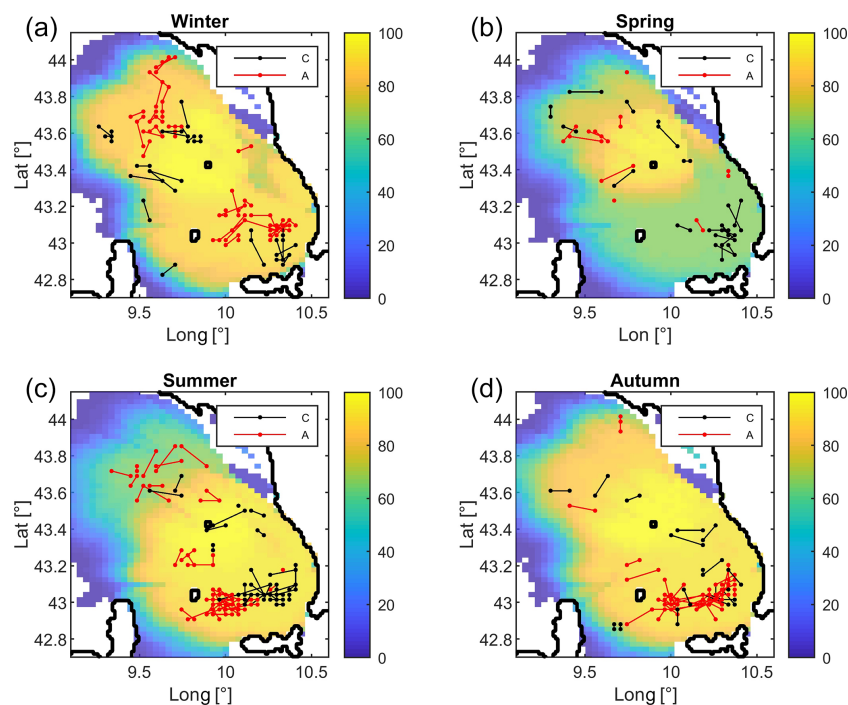 (a) Winter
44
43.8
43.6
43.4
43.2
43
42.8
Lat [°]
9.5 10 10.5
Long [°]
C
A
100
80
60
40
20
0
(b) Spring
44
43.8
43.6
43.4
43.2
43
42.8
Lat [°]
9.5 10 10.5
Lon [°]
C
A
100
80
60
40
20
0
(c) Summer
44
43.8
43.6
43.4
43.2
43
42.8
Lat [°]
9.5 10 10.5
Long [°]
C
A
100
80
60
40
20
0
(d) Autumn
44
43.8
43.6
43.4
43.2
43
42.8
Lat [°]
9.5 10 10.5
Long [°]
C
A
100
80
60
40
20
0